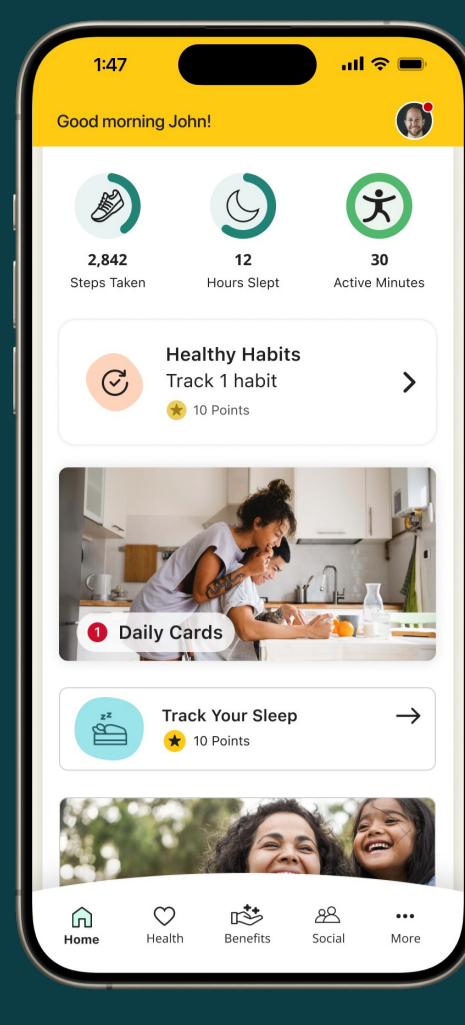 1:47
Good morning John!
2,842
Steps Taken
12
Hours Slept
30
Active Minutes
Healthy Habits
Track 1 habit
10 Points
1 Daily Cards
zz
Track Your Sleep
10 Points
Home
Health
Benefits
Social
More